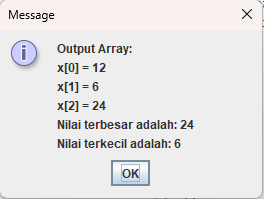 Message
Output Array:
x[0] = 12
x[1] = 6
x[2] = 24
Nilai terbesar adalah: 24
Nilai terkecil adalah: 6
OK